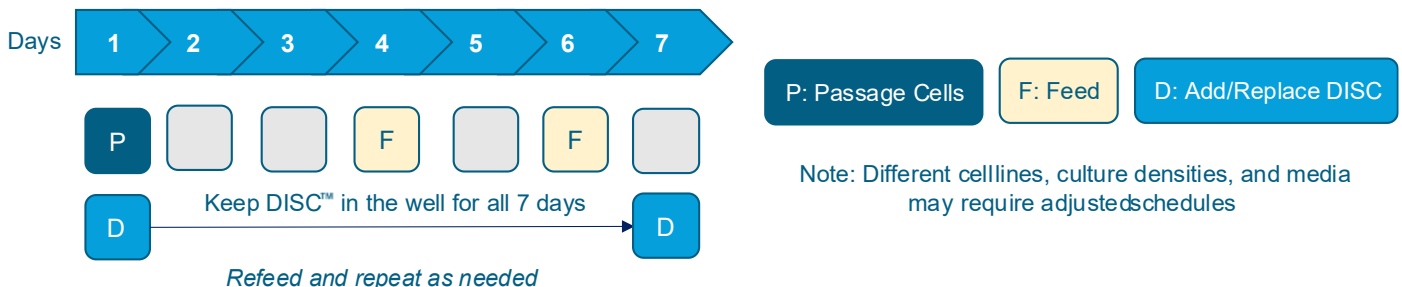 Days 1 2 3 4 5 6 7
P F F
Keep DISC™ in the well for all 7 days
D D
Refeed and repeat as needed
P: Passage Cells F: Feed D: Add/Replace DISC
Note: Different celllines, culture densities, and media
may require adjustedschedules